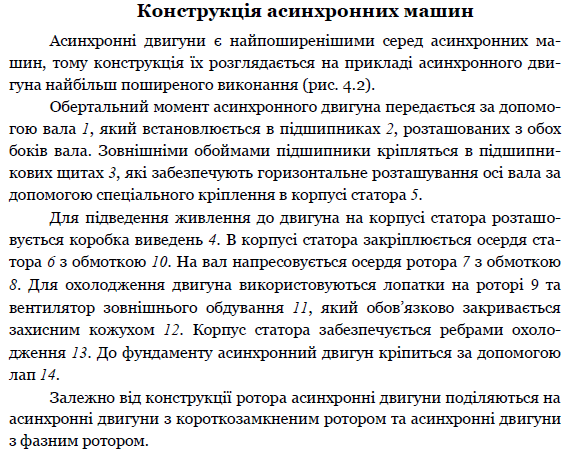 Конструкція асинхронних машин
Асинхронні двигуни є найпоширенішими серед асинхронних ма-
шин, тому конструкція їх розглядається на прикладі асинхронного дви-
гуна найбільш поширеного виконання (рис. 4.2).
Обертальний момент асинхронного двигуна передається за допомо-
гою вала 1, який встановлюється в підшипниках 2, розташованих з обох
боків вала. Зовнішніми обоймами підшипники кріпляться в підшипни-
кових щитах 3, які забезпечують горизонтальне розташування осі вала за
допомогою спеціального кріплення в корпусі статора 5.
Для підведення живлення до двигуна на корпусі статора розташо-
вується коробка виведень 4. В корпусі статора закріплюється осердя ста-
тора 6 з обмоткою 10. На вал напресовується осердя ротора 7 з обмоткою
8. Для охолодження двигуна використовуються лопатки на роторі 9 та
вентилятор зовнішнього обдування 11, який обов’язково закривається
захисним кожухом 12. Корпус статора забезпечується ребрами охоло-
дження 13. До фундаменту асинхронний двигун кріпиться за допомогою
лап 14.
Залежно від конструкції ротора асинхронні двигуни поділяються на
асинхронні двигуни з короткозамкненим ротором та асинхронні двигуни
з фазним ротором.